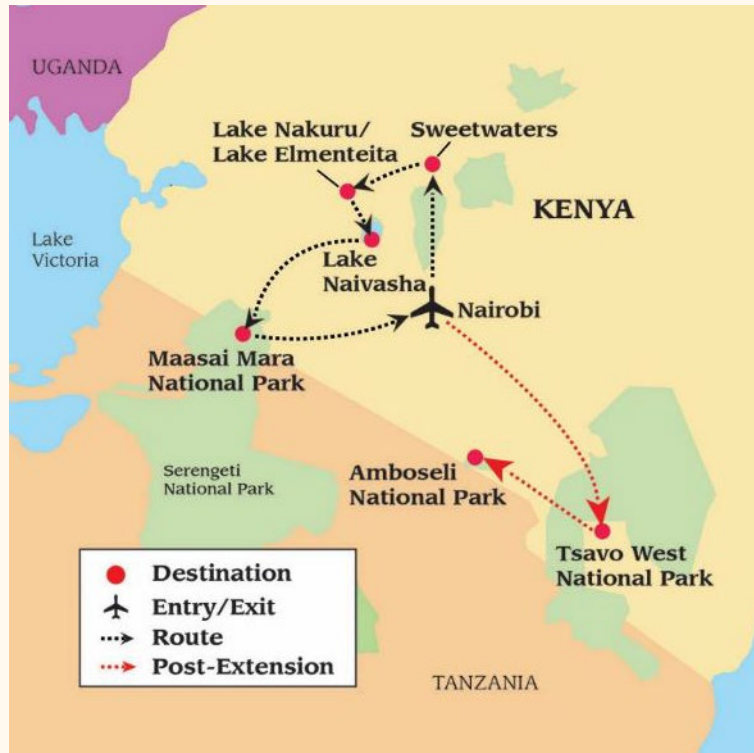 UGANDA
Lake Nakuru/
Lake Elmenteita
Sweetwaters
KENYA
Lake
Victoria
Lake
Naivasha
Nairobi
Maasai Mara
National Park
Serengeti
National Park
Amboseli
National Park
Tsavo West
National Park
Destination
Entry/Exit
Route
Post-Extension
TANZANIA